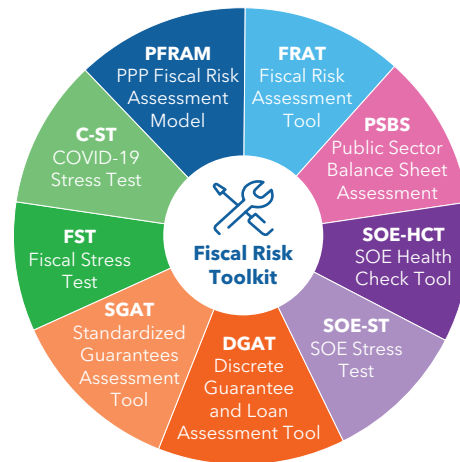 PFRAM
PPP Fiscal Risk
Assessment
Model
FRAT
Fiscal Risk
Assessment
Tool
PSBS
Public Sector
Balance Sheet
Assessment
SOE-HCT
SOE Health
Check Tool
SOE-ST
SOE Stress
Test
DGAT
Discrete
Guarantee
and Loan
Assessment Tool
SGAT
Standardized
Guarantees
Assessment
Tool
FST
Fiscal Stress
Test
C-ST
COVID-19
Stress Test
Fiscal Risk
Toolkit